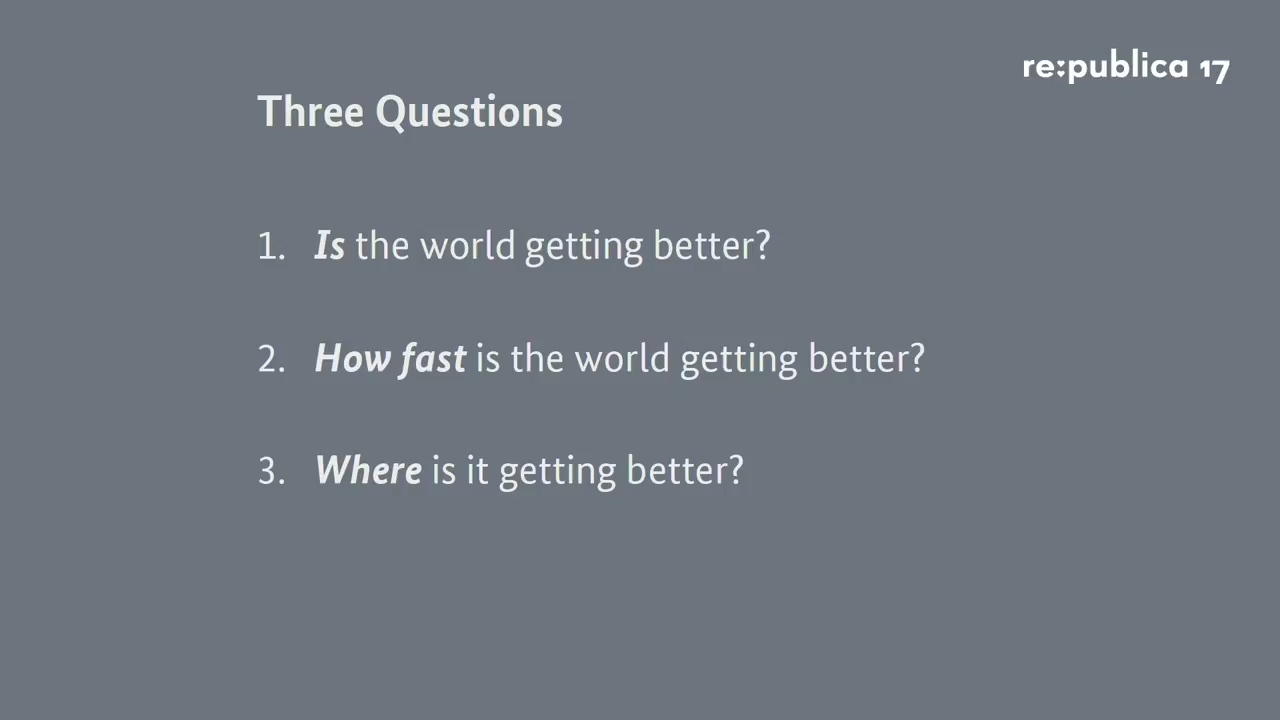 re:publica 17
Three Questions
1. Is the world getting better?
2. How fast is the world getting better?
3. Where is it getting better?